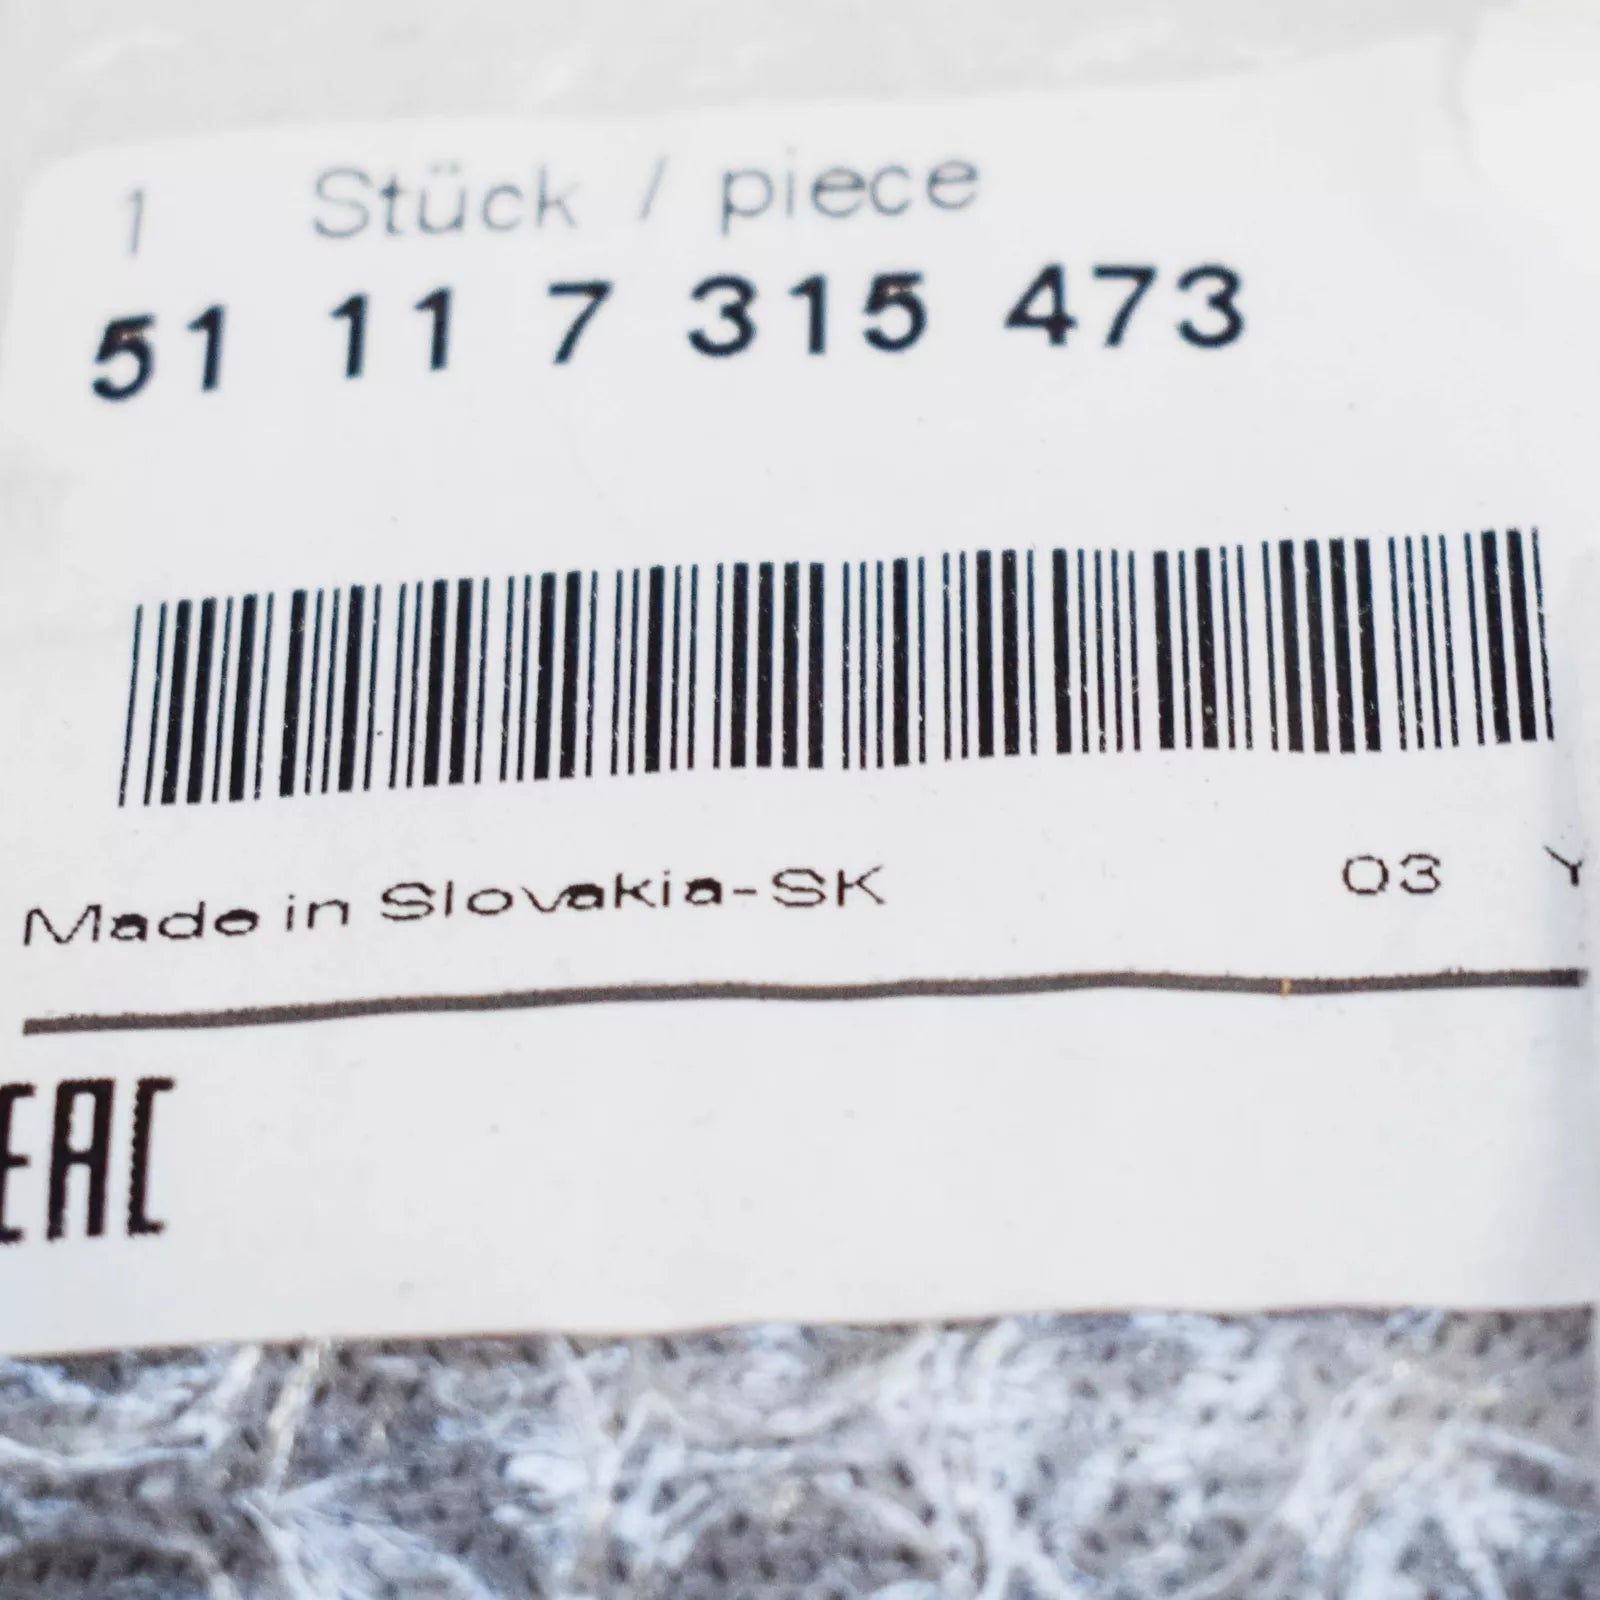 1 Stück / piece
51 11 7 315 473
Made in Slovakia-SK 03 Y
EAC